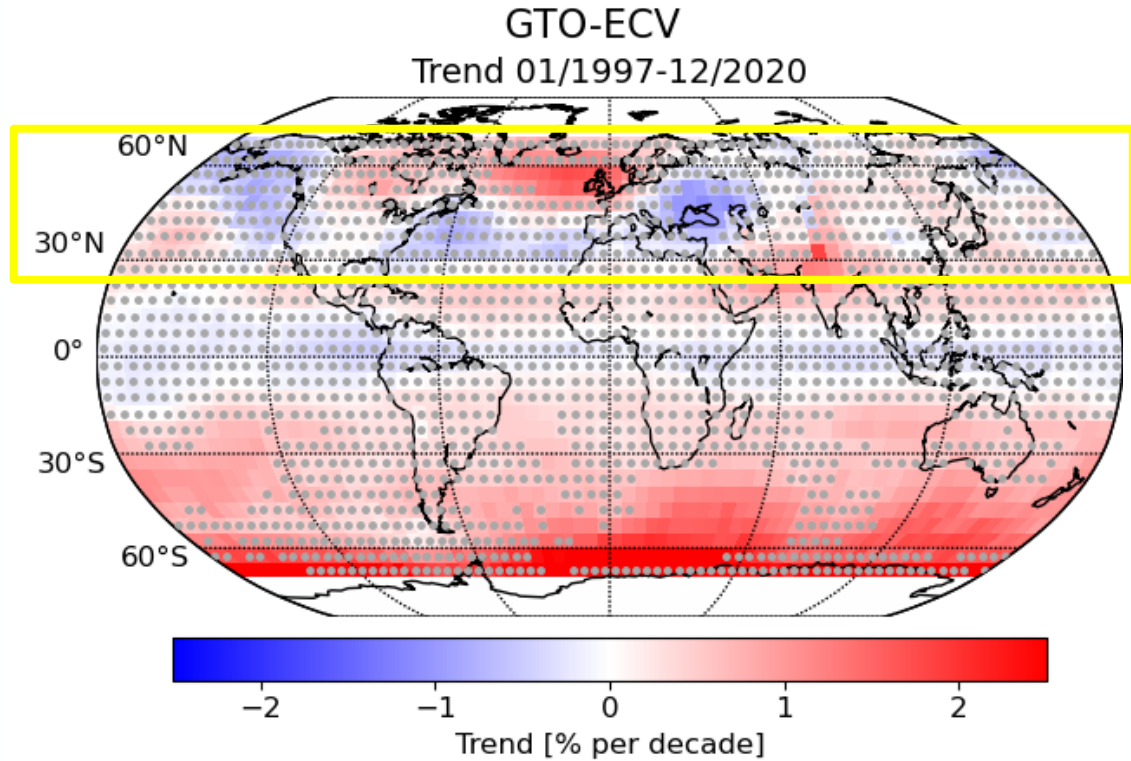 GTO-ECV
Trend 01/1997-12/2020
60°N
30°N
0°
30°S
60°S
−2 −1 0 1 2
Trend [% per decade]